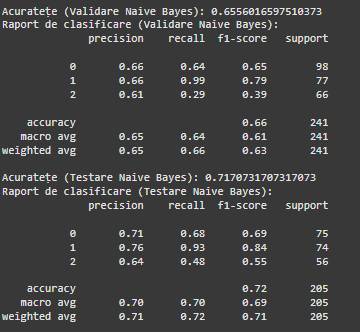 Acuratețe (Validare Naive Bayes): 0.6556016597510373
Raport de clasificare (Validare Naive Bayes):
precision recall f1-score support
0 0.66 0.64 0.65 98
1 0.66 0.99 0.79 77
2 0.61 0.29 0.39 66
accuracy 0.66 241
macro avg 0.65 0.64 0.61 241
weighted avg 0.65 0.66 0.63 241
Acuratețe (Testare Naive Bayes): 0.7170731707317073
Raport de clasificare (Testare Naive Bayes):
precision recall f1-score support
0 0.71 0.68 0.69 75
1 0.76 0.93 0.84 74
2 0.64 0.48 0.55 56
accuracy 0.72 205
macro avg 0.70 0.70 0.69 205
weighted avg 0.71 0.72 0.71 205